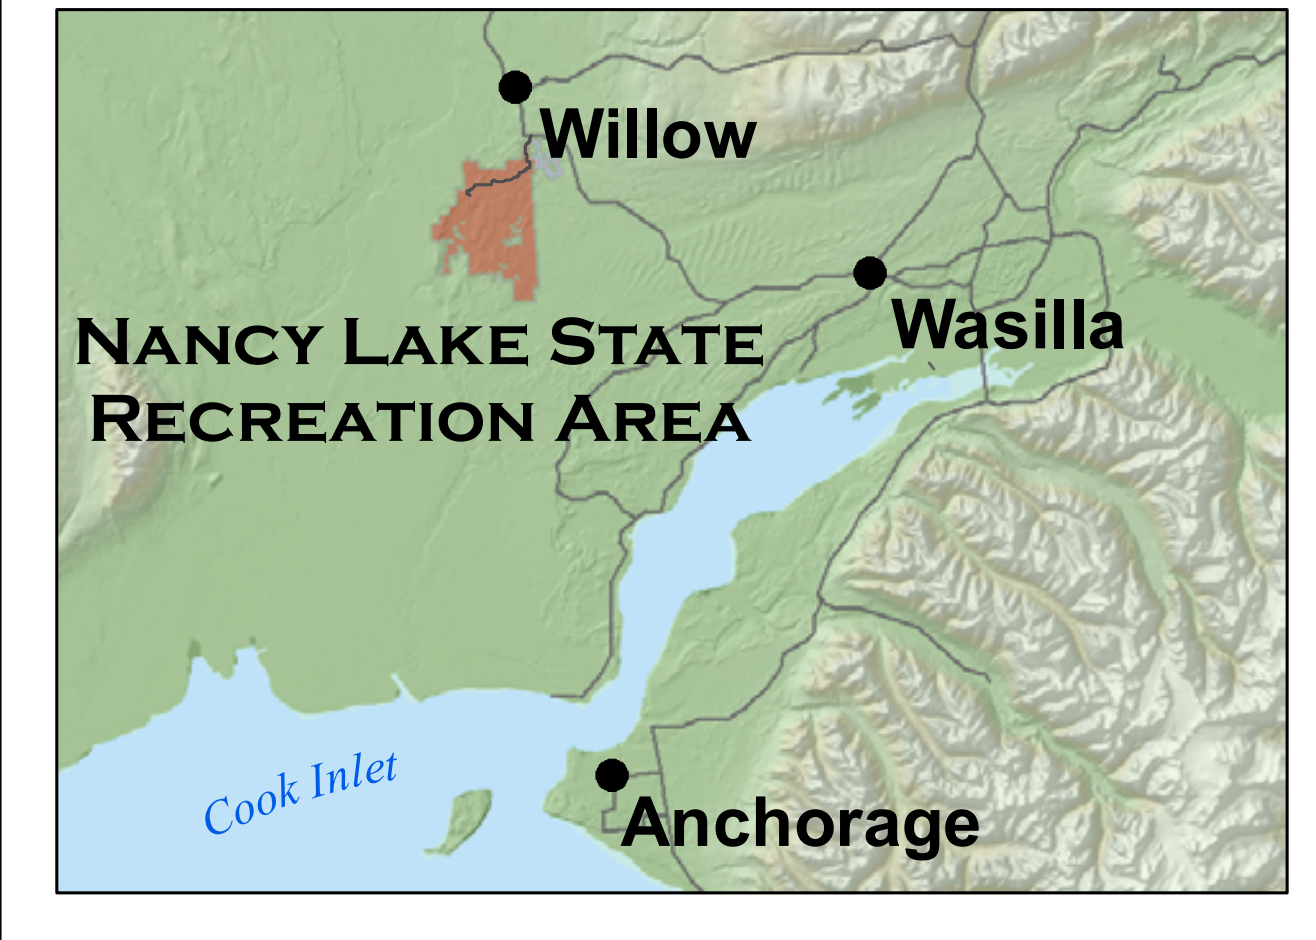 Willow
Wasilla
Nancy Lake State
Recreation Area
Cook Inlet
Anchorage